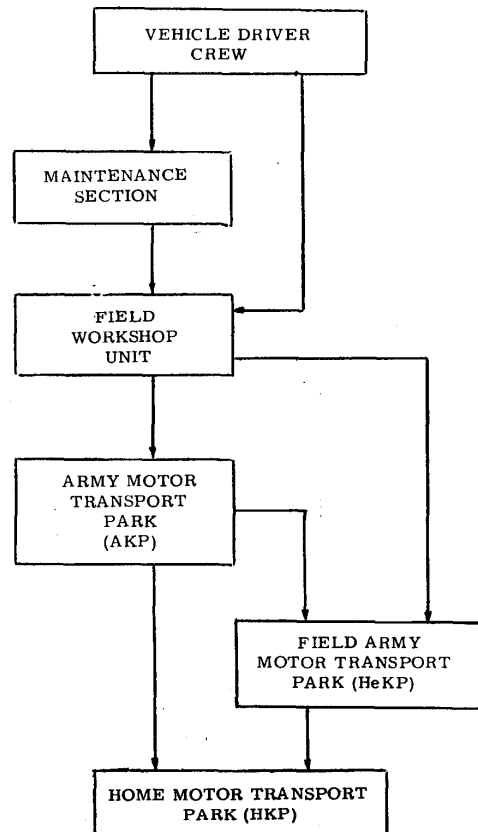 VEHICLE DRIVER
CREW
MAINTENANCE
SECTION
FIELD
WORKSHOP
UNIT
ARMY MOTOR
TRANSPORT
PARK
(AKP)
FIELD ARMY
MOTOR TRANSPORT
PARK (HeKP)
HOME MOTOR TRANSPORT
PARK (HKP)